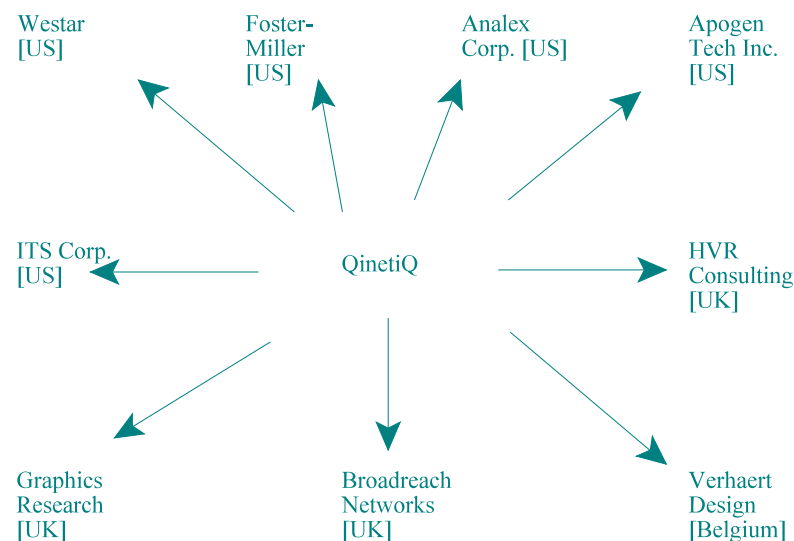 Westar
[US]
Foster-
Miller
[US]
Analex
Corp. [US]
Apogen
Tech Inc.
[US]
ITS Corp.
[US]
QinetiQ
HVR
Consulting
[UK]
Graphics
Research
[UK]
Broadreach
Networks
[UK]
Verhaert
Design
[Belgium]